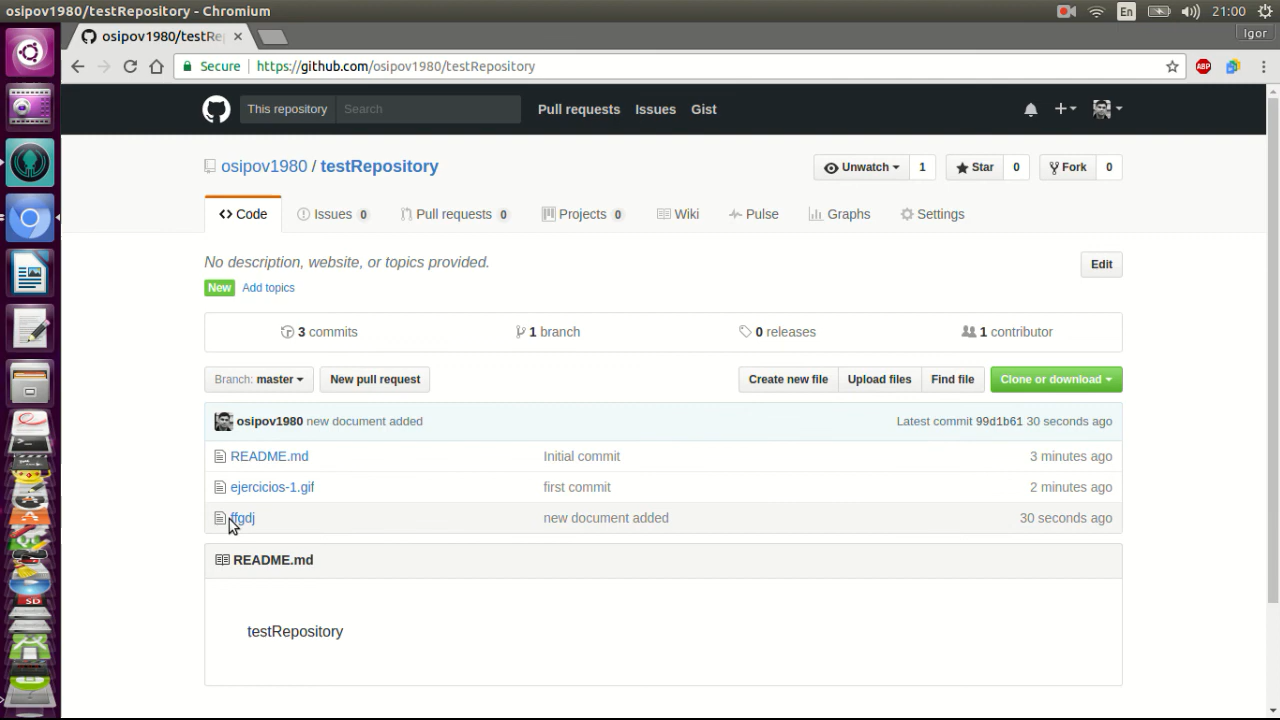 osipov1980/testRepository - Chromium
En
21:00
osipov1980/testRe
Igor
Secure
https://github.com/osipov1980/testRepository
ABP
This repository
Search
Pull requests
Issues
Gist
osipov1980 / testRepository
Unwatch 1
Star 0
Fork 0
Code
Issues 0
Pull requests 0
Projects 0
Wiki
Pulse
Graphs
Settings
No description, website, or topics provided.
Edit
New Add topics
3 commits
1 branch
0 releases
1 contributor
Branch: master
New pull request
Create new file
Upload files
Find file
Clone or download
osipov1980 new document added
Latest commit 99d1b61 30 seconds ago
README.md
Initial commit
3 minutes ago
ejercicios-1.gif
first commit
2 minutes ago
ffgdj
new document added
30 seconds ago
README.md
testRepository
SD